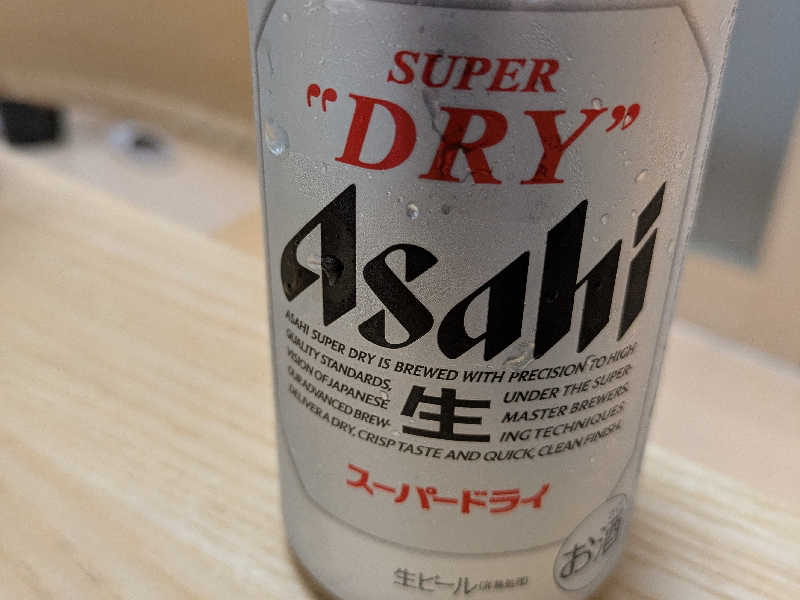 SUPER
"DRY"
Asahi
ASAHI SUPER DRY IS BREWED WITH PRECISION TO HIGH
QUALITY STANDARDS, UNDER THE SUPER-
VISION OF JAPANESE MASTER BREWERS.
OUR ADVANCED BREW- ING TECHNIQUES
DELIVER A DRY, CRISP TASTE AND QUICK, CLEAN FINISH.
生
スーパードライ
お酒
生ビール